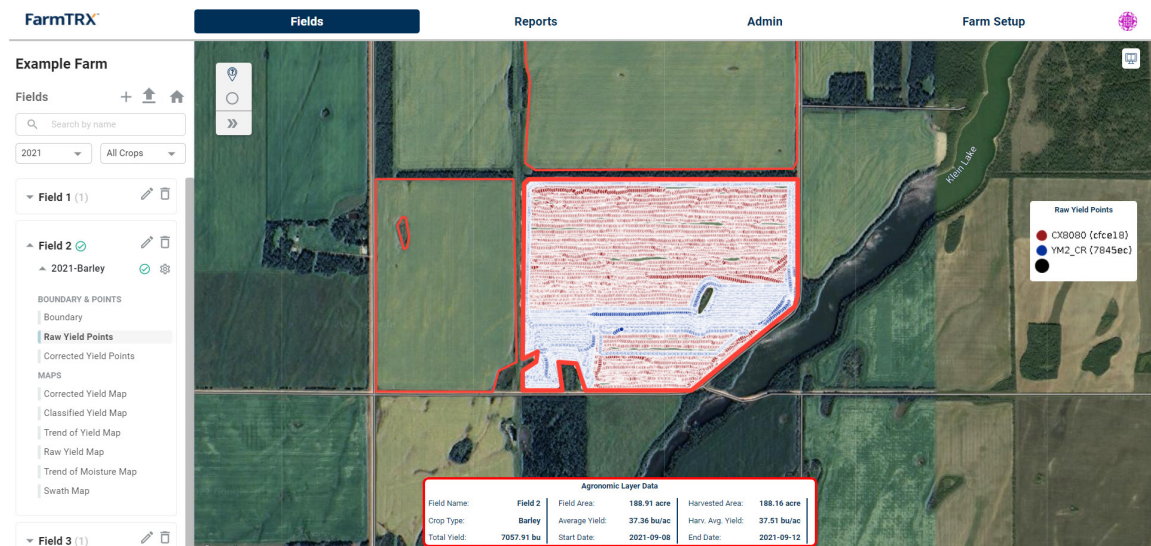 FarmTRX
Fields
Reports
Admin
Farm Setup
Example Farm
Fields
Search by name
2021
All Crops
Field 1 (1)
Field 2
2021-Barley
BOUNDARY & POINTS
Boundary
Raw Yield Points
Corrected Yield Points
MAPS
Corrected Yield Map
Classified Yield Map
Trend of Yield Map
Raw Yield Map
Trend of Moisture Map
Swath Map
Field 3 (1)
Klein Lake
Raw Yield Points
CX8080 (cfce18)
YM2_CR (7845ec)
Agronomic Layer Data
Field Name: Field 2 Field Area: 188.91 acre Harvested Area: 188.16 acre
Crop Type: Barley Average Yield: 37.36 bu/ac Harv. Avg. Yield: 37.51 bu/ac
Total Yield: 7057.91 bu Start Date: 2021-09-08 End Date: 2021-09-12